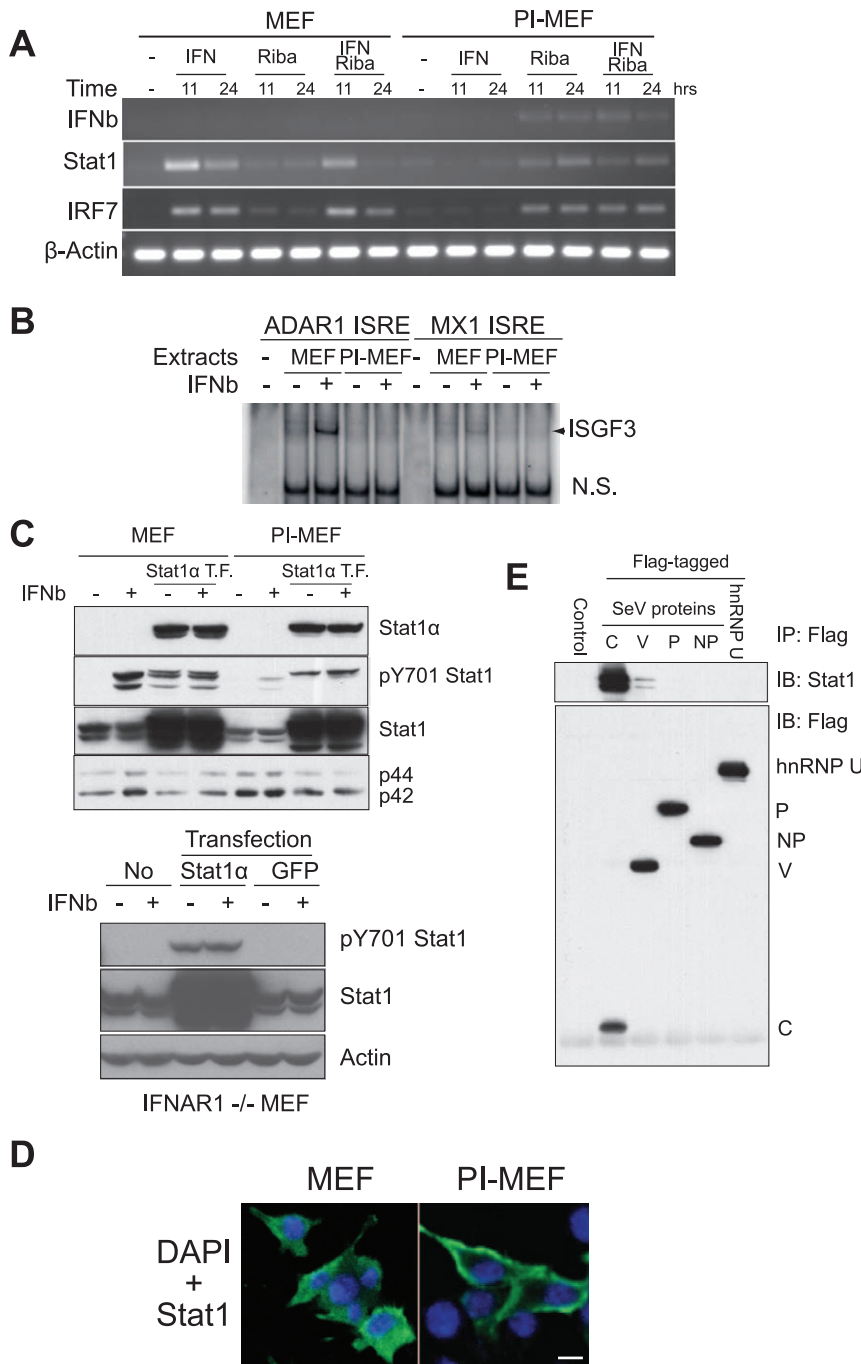 A
MEF PI-MEF
- IFN Riba IFN Riba - IFN Riba IFN Riba
Time - 11 24 11 24 11 24 - 11 24 11 24 11 24 hrs
IFNb
Stat1
IRF7
β-Actin
B
ADAR1 ISRE MX1 ISRE
Extracts - MEF PI-MEF - MEF PI-MEF
IFNb - + - + - + - +
ISGF3
N.S.
C
MEF PI-MEF
Stat1α T.F. Stat1α T.F.
IFNb - + - + - + - +
Stat1α
pY701 Stat1
Stat1
p44
p42
Transfection
No Stat1α GFP
IFNb - + - + - +
pY701 Stat1
Stat1
Actin
IFNAR1 -/- MEF
E
Flag-tagged
Control SeV proteins hnRNP U
C V P NP
IP: Flag
IB: Stat1
IB: Flag
hnRNP U
P
NP
V
C
D
MEF PI-MEF
DAPI
+
Stat1